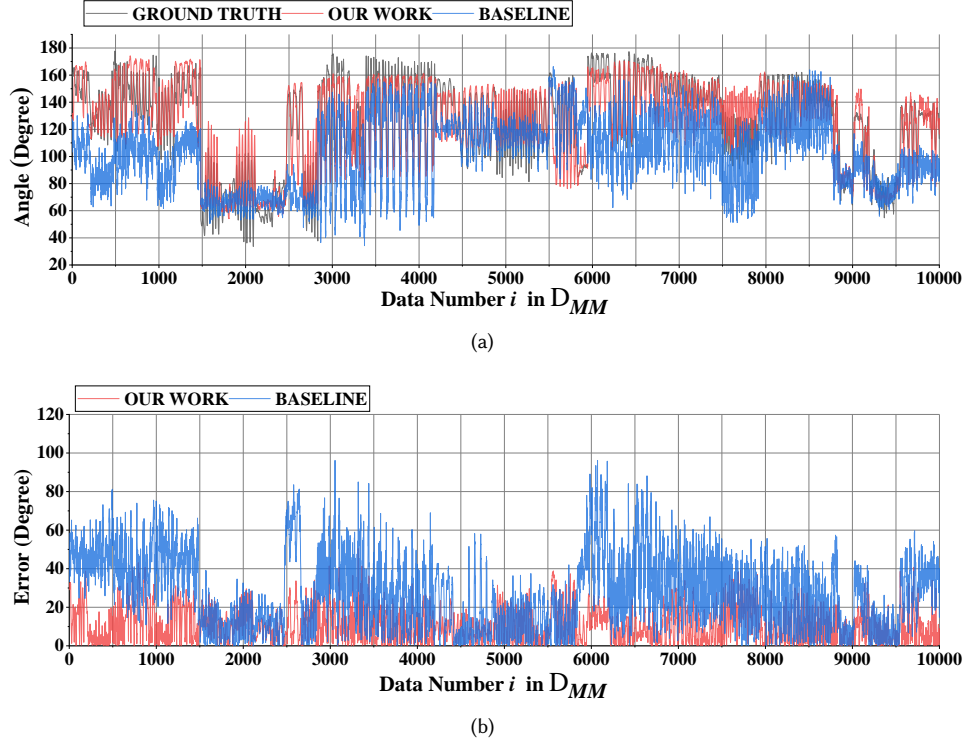 GROUND TRUTH OUR WORK BASELINE
180
160
140
120
100
80
60
40
20
Angle (Degree)
0 1000 2000 3000 4000 5000 6000 7000 8000 9000 10000
Data Number i in D_MM
(a)
OUR WORK BASELINE
120
100
80
60
40
20
0
Error (Degree)
0 1000 2000 3000 4000 5000 6000 7000 8000 9000 10000
Data Number i in D_MM
(b)